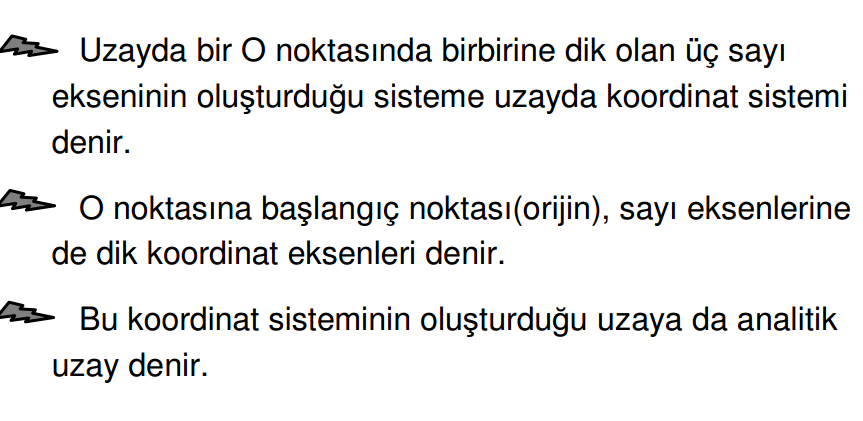 Uzayda bir O noktasında birbirine dik olan üç sayı
ekseninin oluşturduğu sisteme uzayda koordinat sistemi
denir.
O noktasına başlangıç noktası(orijin), sayı eksenlerine
de dik koordinat eksenleri denir.
Bu koordinat sisteminin oluşturduğu uzaya da analitik
uzay denir.